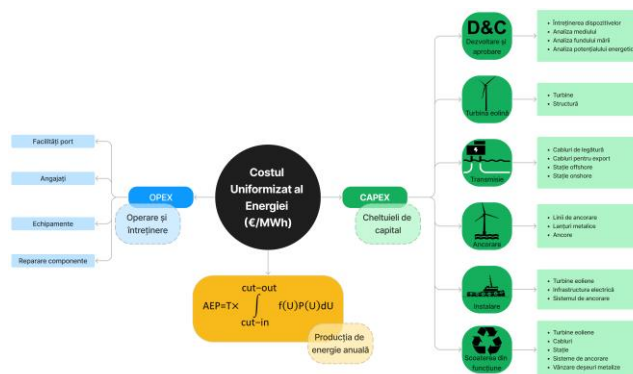 Facilități port
Angajați
Echipamente
Reparare componente
OPEX
Operare și
întreținere
Costul
Uniformizat al
Energiei
(€/MWh)
CAPEX
Cheltuieli de
capital
cut-out
AEP=T× ∫ f(U)P(U)dU
cut-in
Producția de
energie anuală
D&C
Dezvoltare și
aprobare
• Întreținerea dispozitivelor
• Analiza mediului
• Analiza fundului mării
• Analiza potențialului energetic
Turbina eolină
• Turbine
• Structură
Transmisie
• Cabluri de legătură
• Cabluri pentru export
• Stație offshore
• Stație onshore
Ancorare
• Linii de ancorare
• Lanțuri metalice
• Ancore
Instalare
• Turbine eoliene
• Infrastructura electrică
• Sistemul de ancorare
Scoaterea din
funcțiune
• Turbine eoliene
• Cabluri
• Stație
• Sisteme de ancorare
• Vânzare deșeuri metalize